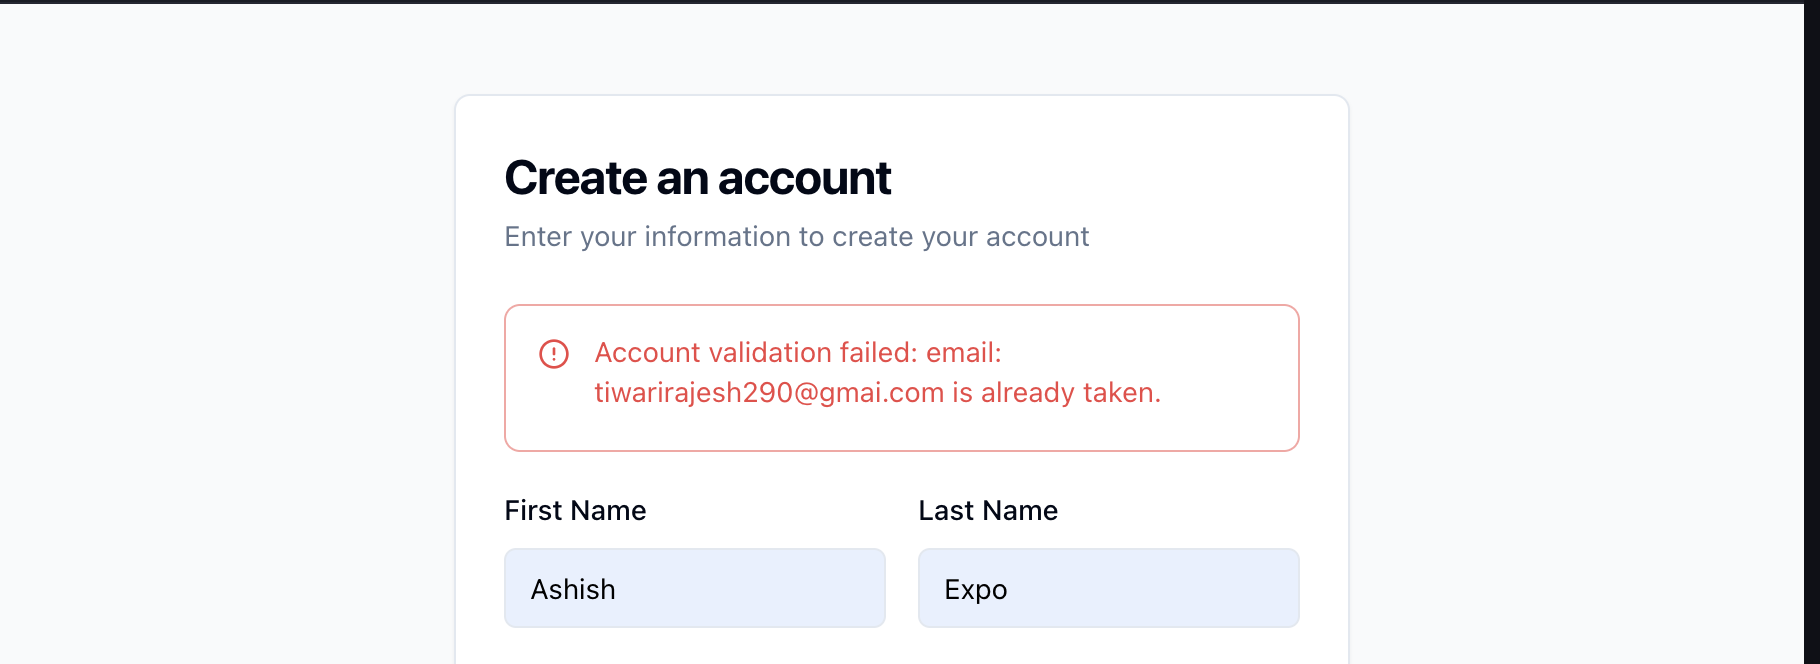 Create an account
Enter your information to create your account
Account validation failed: email:
tiwarirajesh290@gmai.com is already taken.
First Name
Last Name
Ashish
Expo